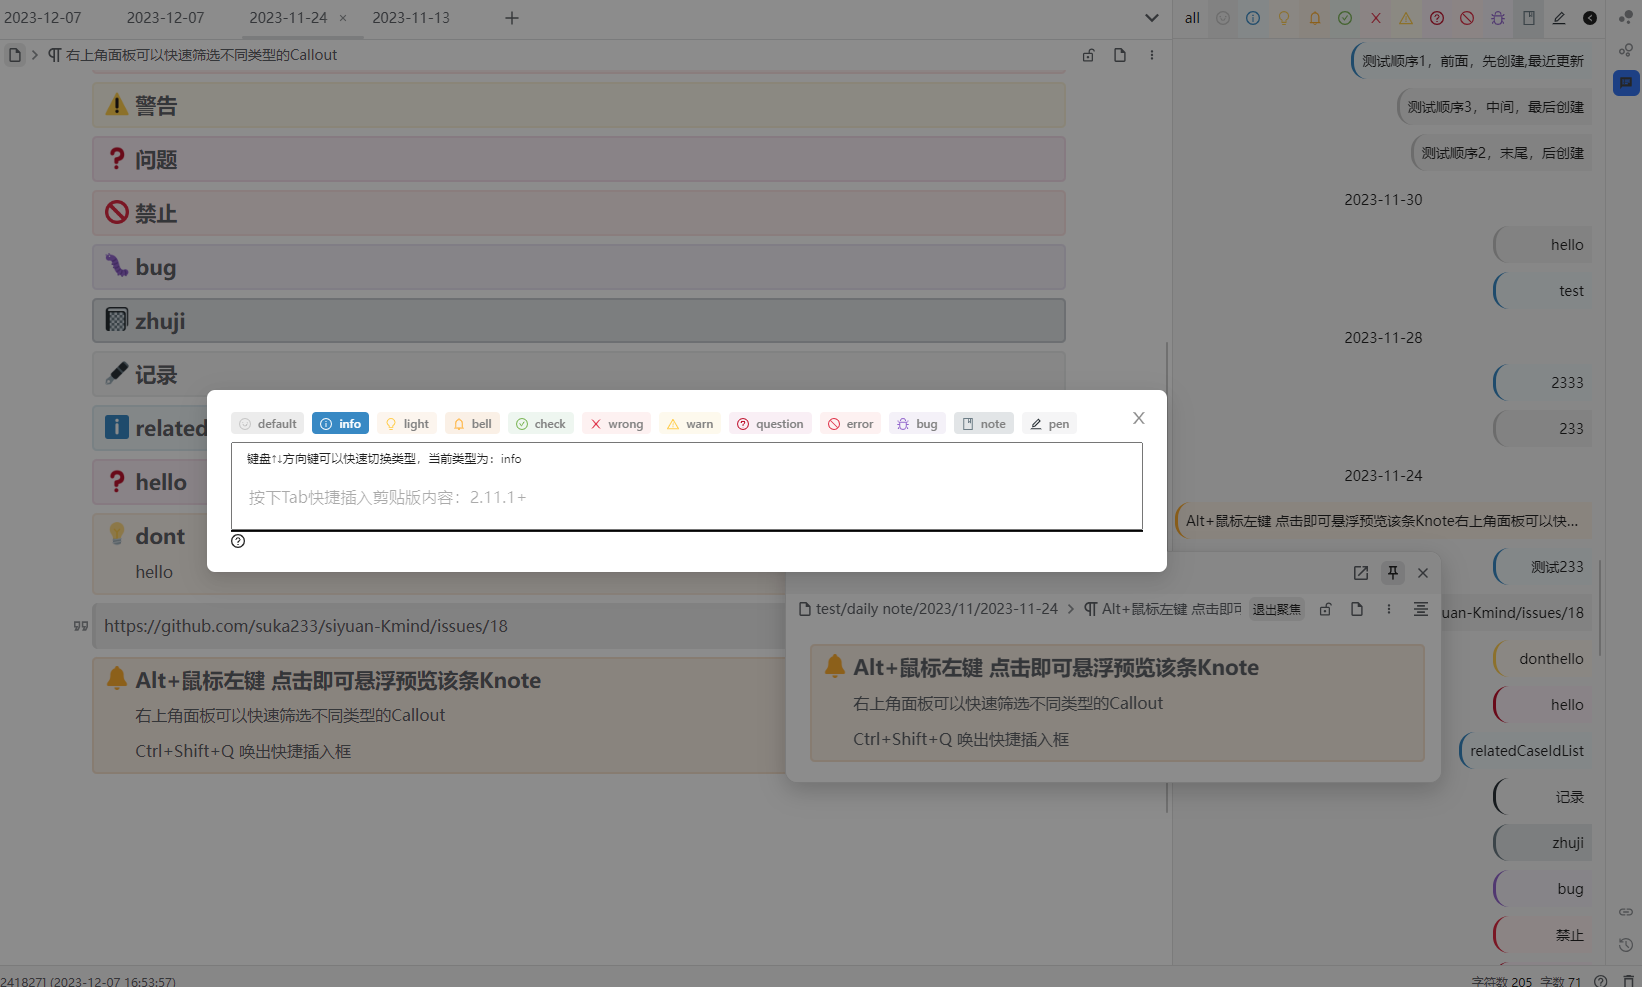 2023-12-07
2023-12-07
2023-11-24
2023-11-13
all
右上角面板可以快速筛选不同类型的Callout
警告
问题
禁止
bug
zhuji
记录
related
hello
dont
hello
https://github.com/suka233/siyuan-Kmind/issues/18
Alt+鼠标左键 点击即可悬浮预览该条Knote
右上角面板可以快速筛选不同类型的Callout
Ctrl+Shift+Q 唤出快捷插入框
default
info
light
bell
check
wrong
warn
question
error
bug
note
pen
键盘↑↓方向键可以快速切换类型，当前类型为：info
按下Tab快捷插入剪贴版内容：2.11.1+
test/daily note/2023/11/2023-11-24
Alt+鼠标左键 点击即可
退出聚焦
Alt+鼠标左键 点击即可悬浮预览该条Knote
右上角面板可以快速筛选不同类型的Callout
Ctrl+Shift+Q 唤出快捷插入框
测试顺序1，前面，先创建,最近更新
测试顺序3，中间，最后创建
测试顺序2，末尾，后创建
2023-11-30
hello
test
2023-11-28
2333
233
2023-11-24
Alt+鼠标左键 点击即可悬浮预览该条Knote右上角面板可以快...
测试233
uan-Kmind/issues/18
donthello
hello
relatedCaseIdList
记录
zhuji
bug
禁止
241827] (2023-12-07 16:53:57)
字符数 205 字数 71